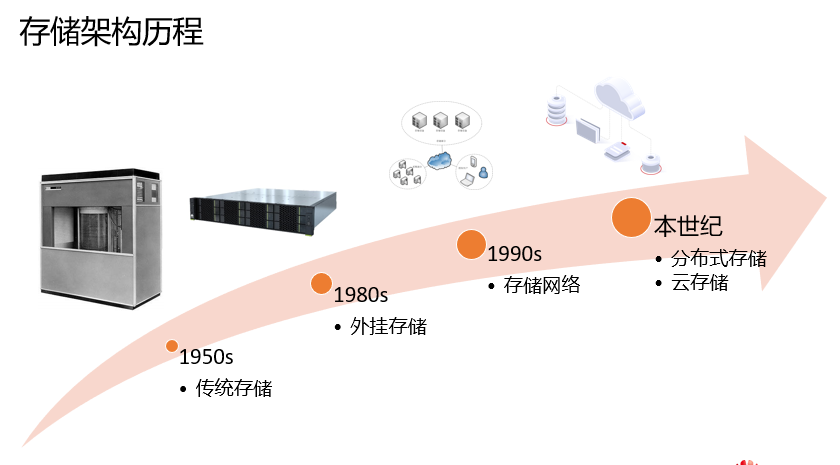 存储架构历程
1950s
• 传统存储
1980s
• 外挂存储
1990s
• 存储网络
本世纪
• 分布式存储
• 云存储